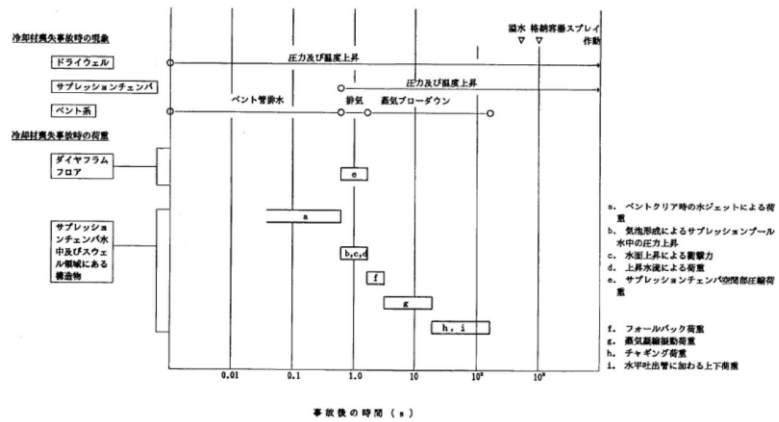 溢水 格納容器スプレイ
▽ ▽ 作動
冷却材喪失事故時の現象
ドライウェル
圧力及び温度上昇
サプレッションチェンバ
圧力及び温度上昇
ベント系
ベント管排水
排気
蒸気ブローダウン
冷却材喪失事故時の荷重
ダイヤフラム
フロア
e
サプレッショ
ンチェンバ水
中及びスウェ
ル領域にある
構造物
a
b,c,d
f
g
h, i
a. ベントクリア時の水ジェットによる荷
重
b. 気泡形成によるサプレッションプール
水中の圧力上昇
c. 水面上昇による衝撃力
d. 上昇水流による荷重
e. サプレッションチェンバ空間部圧縮荷
重
f. フォールバック荷重
g. 蒸気凝縮振動荷重
h. チャギング荷重
i. 水平吐出管に加わる上下荷重
0.01
0.1
1.0
10
10²
10³
事故後の時間(s)